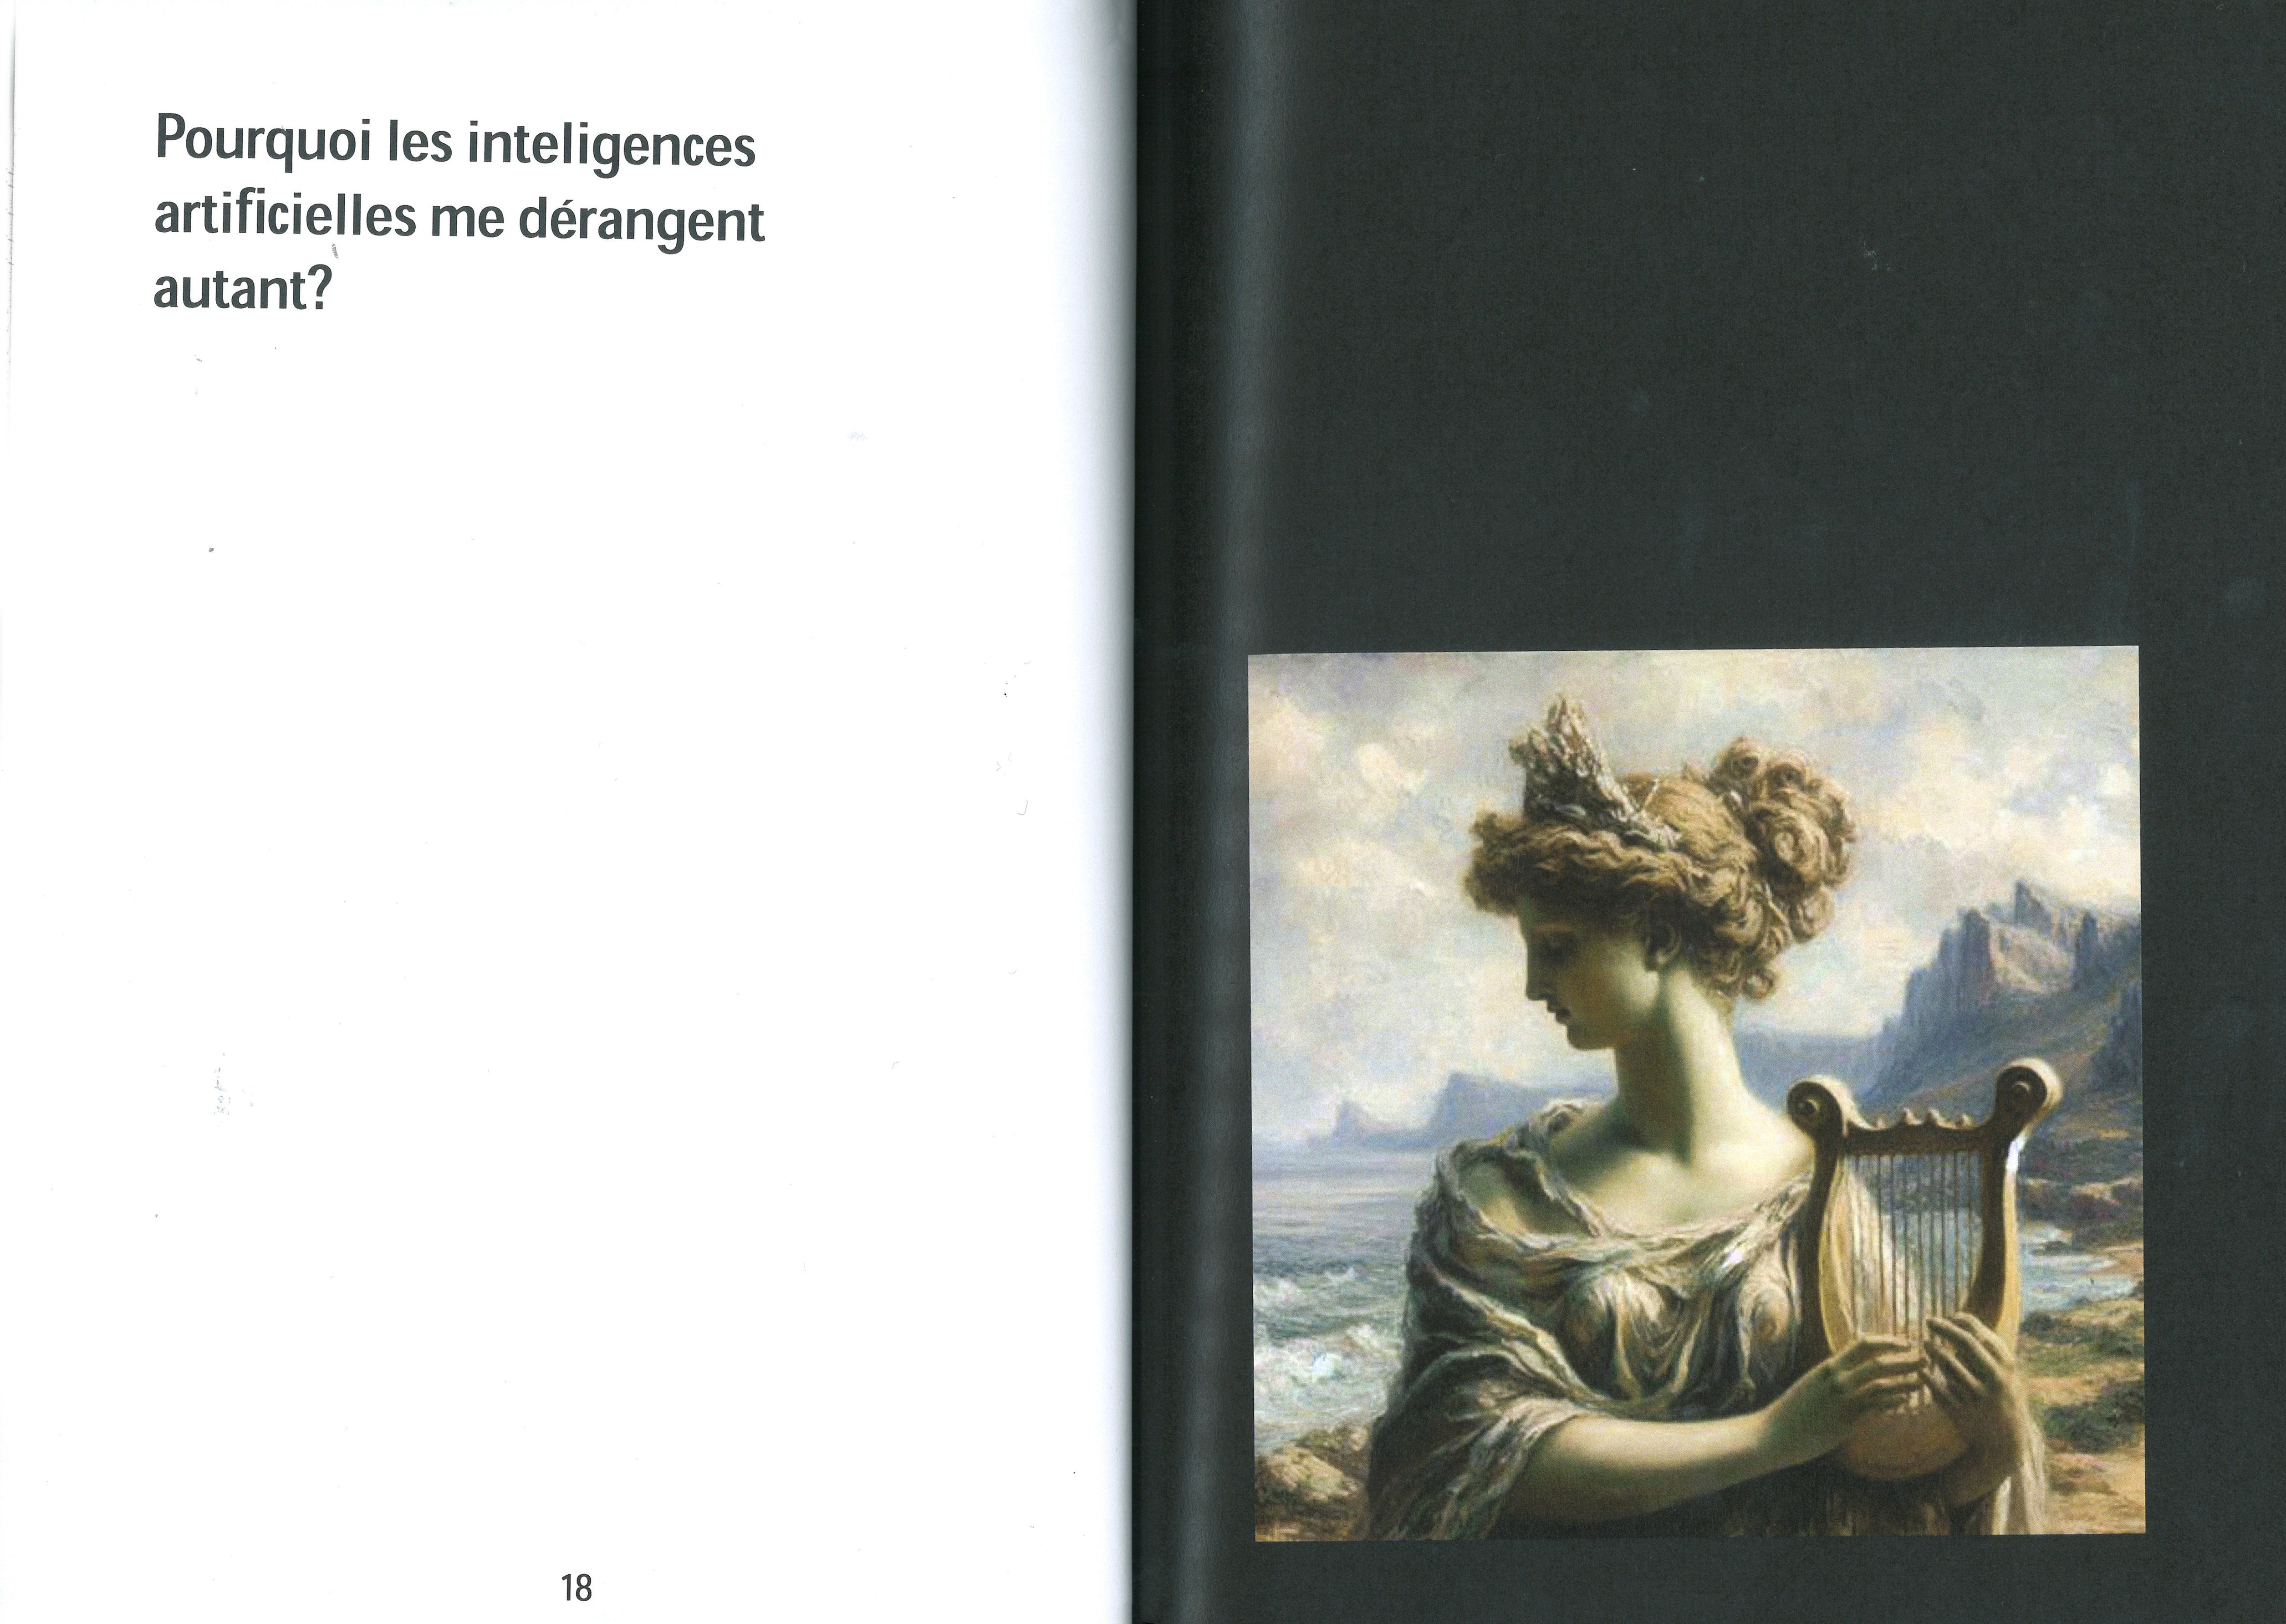 Pourquoi les inteligences
artificielles me dérangent
autant?
18